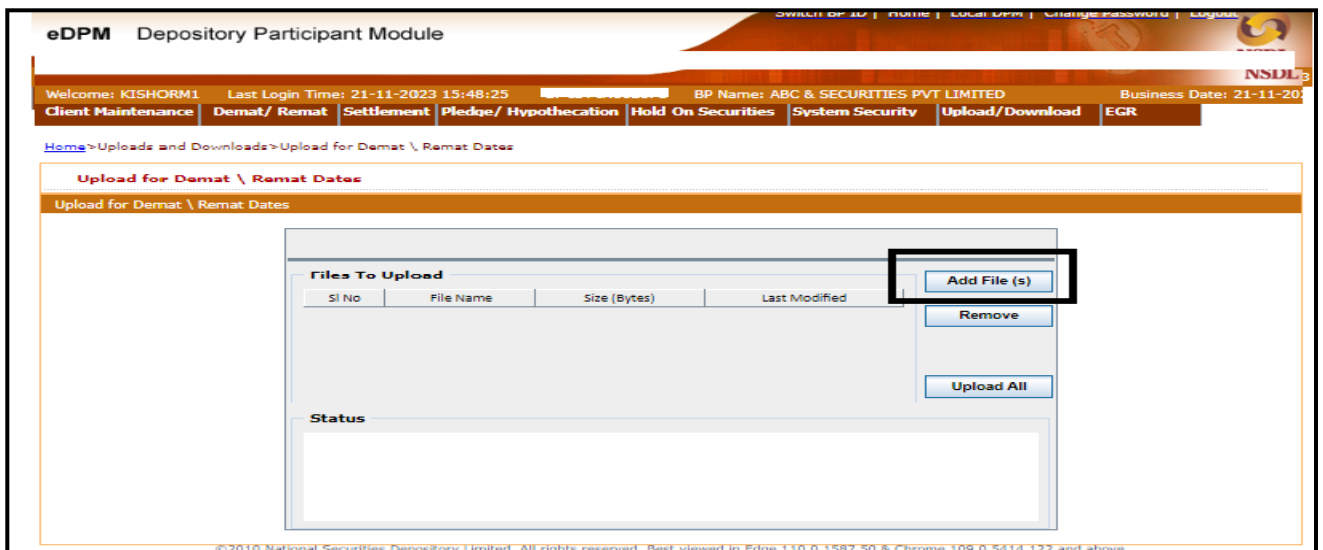 Switch BP ID | Home | Local DPM | Change Password | Logout
eDPM Depository Participant Module
NSDL
Welcome: KISHORM1 Last Login Time: 21-11-2023 15:48:25 BP Name: ABC & SECURITIES PVT LIMITED Business Date: 21-11-20
Client Maintenance Demat/ Remat Settlement Pledge/ Hypothecation Hold On Securities System Security Upload/Download EGR
Home>Uploads and Downloads>Upload for Demat \ Remat Dates
Upload for Demat \ Remat Dates
Upload for Demat \ Remat Dates
Files To Upload
Add File (s)
Sl No File Name Size (Bytes) Last Modified
Remove
Upload All
Status
©2010 National Securities Depository Limited. All rights reserved. Best viewed in Edge 110.0.1587.50 & Chrome 109.0.5414.122 and above